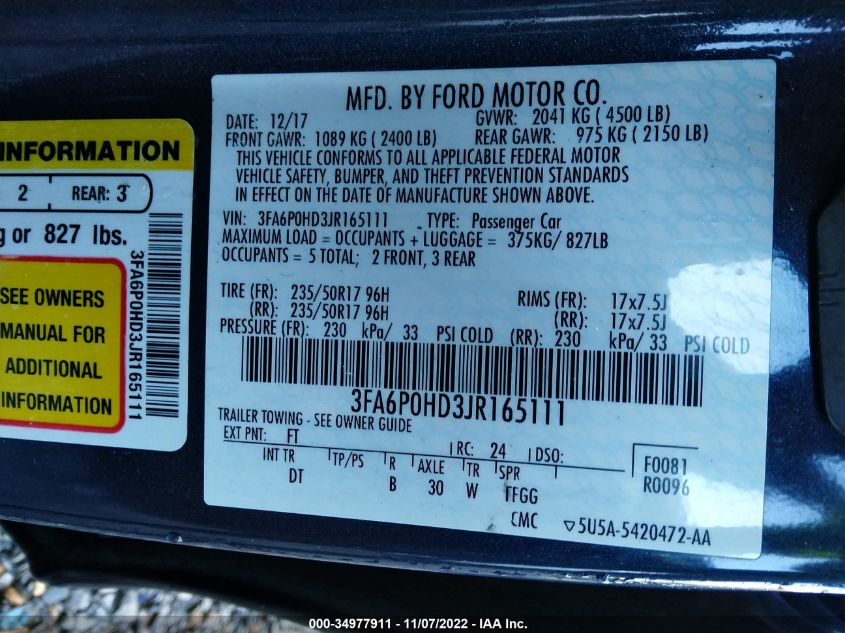 INFORMATION
2 REAR: 3
g or 827 lbs.
SEE OWNERS
MANUAL FOR
ADDITIONAL
INFORMATION
3FA6P0HD3JR165111
MFD. BY FORD MOTOR CO.
DATE: 12/17 GVWR: 2041 KG ( 4500 LB)
FRONT GAWR: 1089 KG ( 2400 LB) REAR GAWR: 975 KG ( 2150 LB)
THIS VEHICLE CONFORMS TO ALL APPLICABLE FEDERAL MOTOR
VEHICLE SAFETY, BUMPER, AND THEFT PREVENTION STANDARDS
IN EFFECT ON THE DATE OF MANUFACTURE SHOWN ABOVE.
VIN: 3FA6P0HD3JR165111 TYPE: Passenger Car
MAXIMUM LOAD = OCCUPANTS + LUGGAGE = 375KG/ 827LB
OCCUPANTS = 5 TOTAL; 2 FRONT, 3 REAR
TIRE (FR): 235/50R17 96H RIMS (FR): 17x7.5J
(RR): 235/50R17 96H (RR): 17x7.5J
PRESSURE (FR): 230 kPa/ 33 PSI COLD (RR): 230 kPa/ 33 PSI COLD
3FA6P0HD3JR165111
TRAILER TOWING - SEE OWNER GUIDE
EXT PNT: FT RC: 24 DSO:
INT TR TP/PS R AXLE TR SPR F0081
DT B 30 W FFGG R0096
CMC 5U5A-5420472-AA
000-34977911 - 11/07/2022 - IAA Inc.